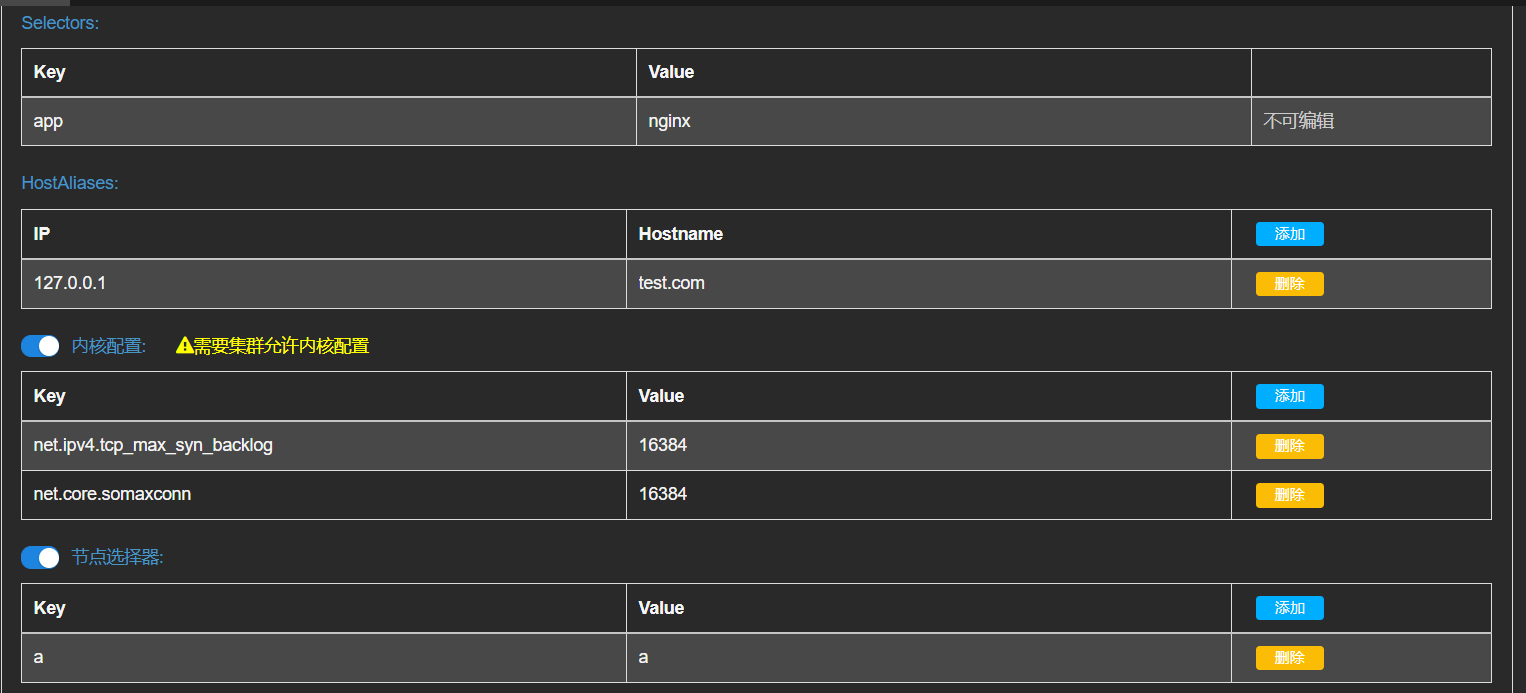 Selectors:
Key Value
app nginx 不可编辑
HostAliases:
IP Hostname 添加
127.0.0.1 test.com 删除
内核配置: 需要集群允许内核配置
Key Value 添加
net.ipv4.tcp_max_syn_backlog 16384 删除
net.core.somaxconn 16384 删除
节点选择器:
Key Value 添加
a a 删除